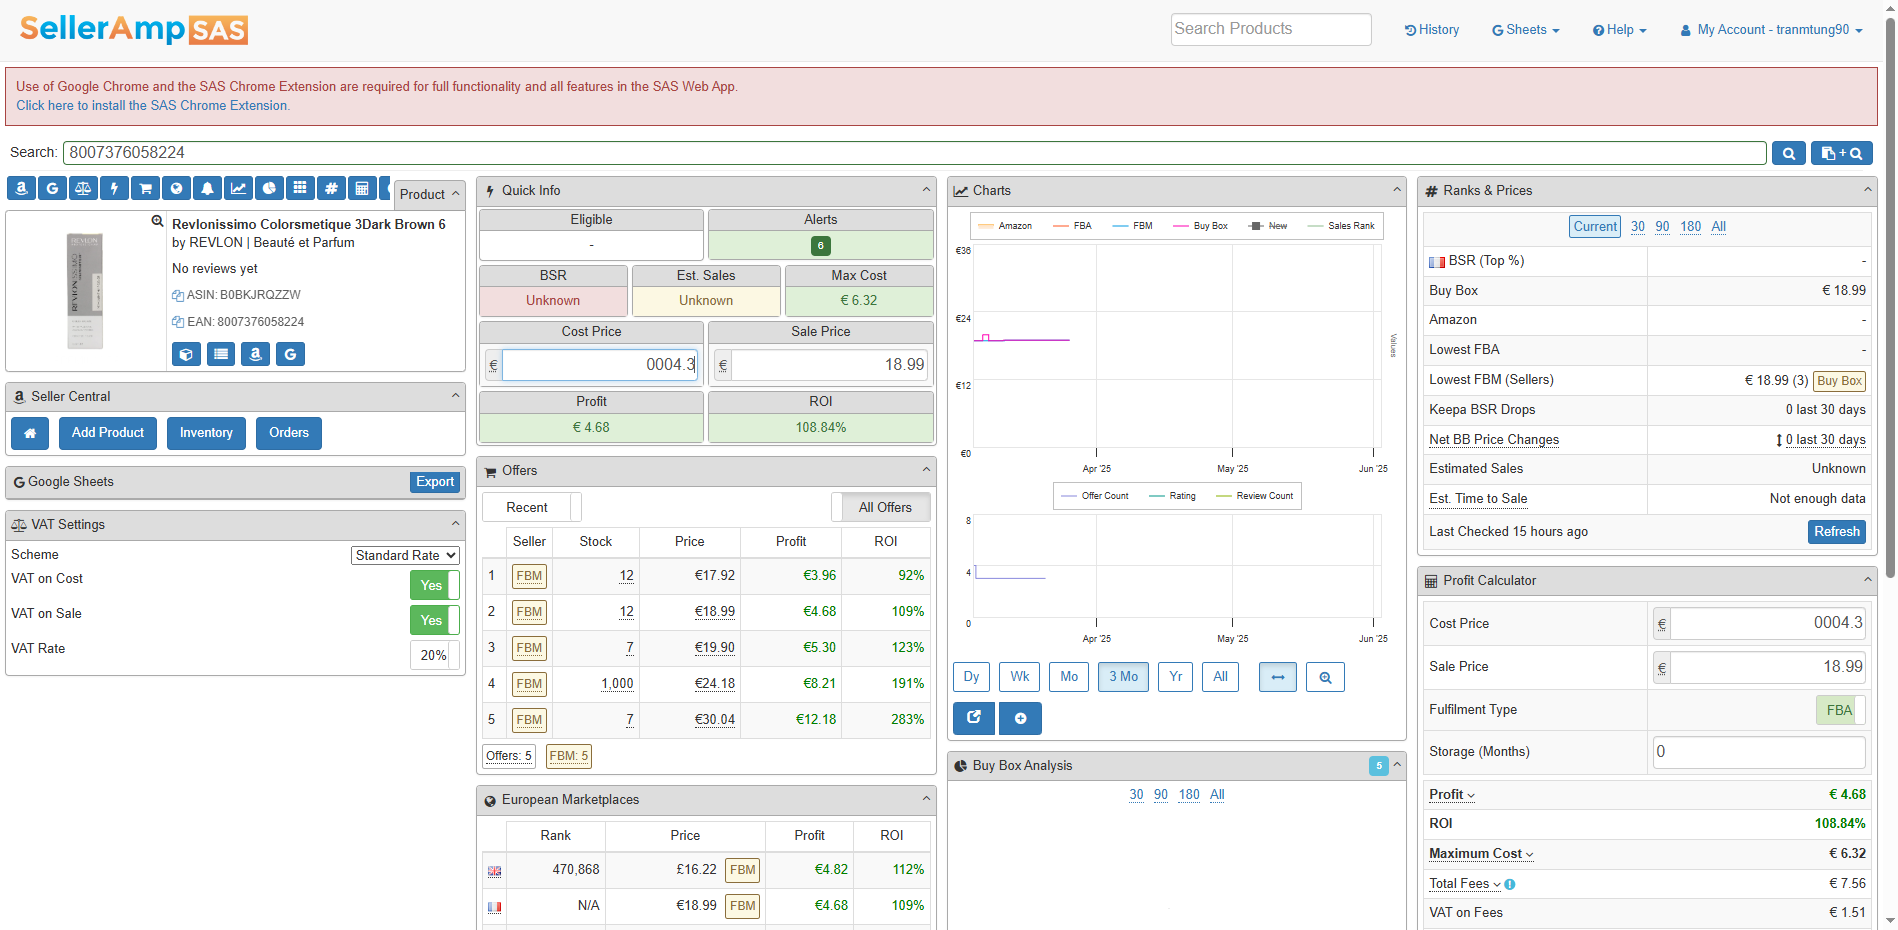 SellerAmp SAS
Search Products
History
G Sheets
Help
My Account - tranmtung90
Use of Google Chrome and the SAS Chrome Extension are required for full functionality and all features in the SAS Web App.
Click here to install the SAS Chrome Extension.
Search: 8007376058224
Product
Revlonissimo Colorsmetique 3Dark Brown 6
by REVLON | Beauté et Parfum
No reviews yet
ASIN: B0BKJRQZZW
EAN: 8007376058224
Seller Central
Add Product
Inventory
Orders
Google Sheets
Export
VAT Settings
Scheme
Standard Rate
VAT on Cost
Yes
VAT on Sale
Yes
VAT Rate
20%
Quick Info
Eligible
Alerts
-
6
BSR
Est. Sales
Max Cost
Unknown
Unknown
€ 6.32
Cost Price
Sale Price
€ 0004.3
€ 18.99
Profit
ROI
€ 4.68
108.84%
Offers
Recent
All Offers
Seller Stock Price Profit ROI
1 FBM 12 €17.92 €3.96 92%
2 FBM 12 €18.99 €4.68 109%
3 FBM 7 €19.90 €5.30 123%
4 FBM 1,000 €24.18 €8.21 191%
5 FBM 7 €30.04 €12.18 283%
Offers: 5
FBM: 5
European Marketplaces
Rank Price Profit ROI
470,868 £16.22 FBM €4.82 112%
N/A €18.99 FBM €4.68 109%
Charts
Amazon FBA FBM Buy Box New Sales Rank
€36
€24
€12
€0
Values
Apr '25 May '25 Jun '25
Offer Count Rating Review Count
8
4
0
Apr '25 May '25 Jun '25
Dy
Wk
Mo
3 Mo
Yr
All
Buy Box Analysis
5
30 90 180 All
Ranks & Prices
Current 30 90 180 All
BSR (Top %) -
Buy Box € 18.99
Amazon -
Lowest FBA -
Lowest FBM (Sellers) € 18.99 (3) Buy Box
Keepa BSR Drops 0 last 30 days
Net BB Price Changes 0 last 30 days
Estimated Sales Unknown
Est. Time to Sale Not enough data
Last Checked 15 hours ago
Refresh
Profit Calculator
Cost Price € 0004.3
Sale Price € 18.99
Fulfilment Type FBA
Storage (Months) 0
Profit € 4.68
ROI 108.84%
Maximum Cost € 6.32
Total Fees € 7.56
VAT on Fees € 1.51